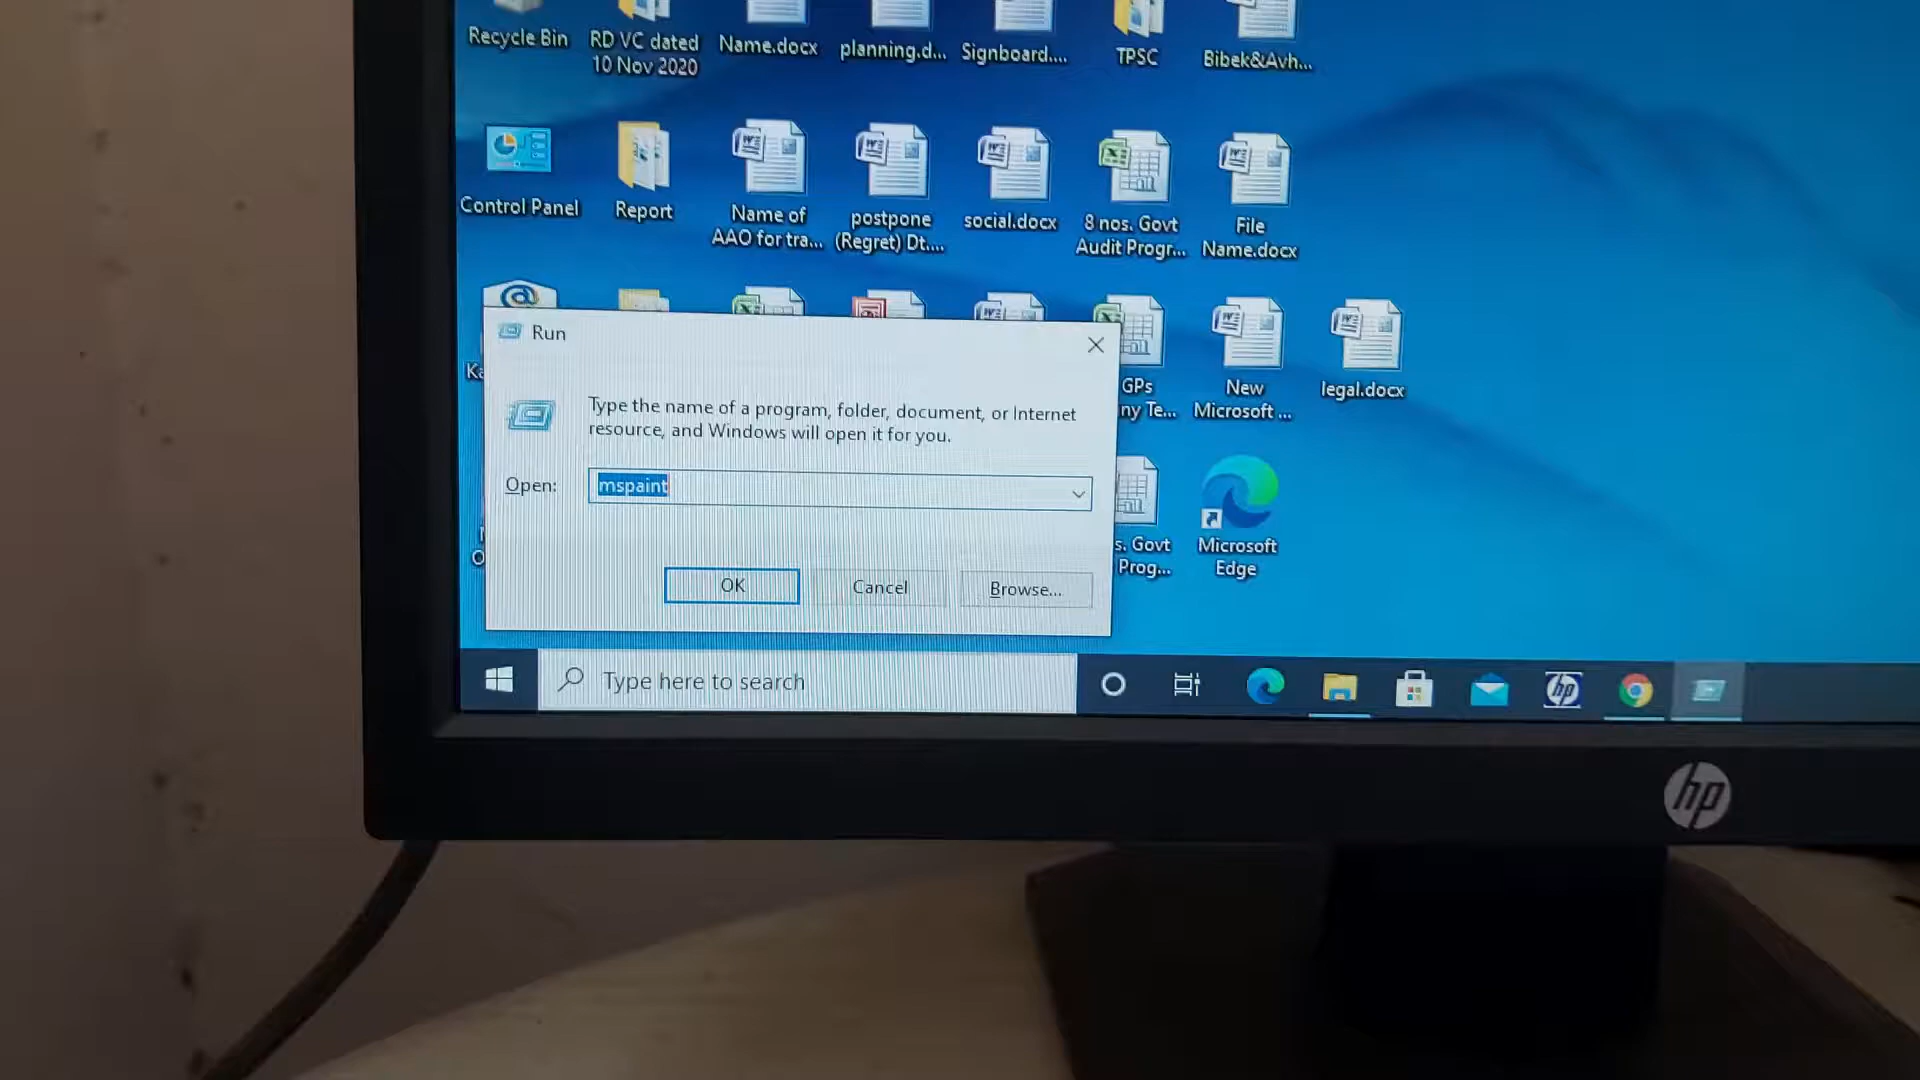 Recycle Bin
RD VC dated
10 Nov 2020
Name.docx
planning.d...
Signboard....
TPSC
Bibek&Avh...
Control Panel
Report
Name of
AAO for tra...
postpone
(Regret) Dt....
social.docx
8 nos. Govt
Audit Progr...
File
Name.docx
Ka
GPs
ny Te...
New
Microsoft ...
legal.docx
s. Govt
Prog...
Microsoft
Edge
Run
Type the name of a program, folder, document, or Internet
resource, and Windows will open it for you.
Open:
mspaint
OK
Cancel
Browse...
Type here to search
hp
hp